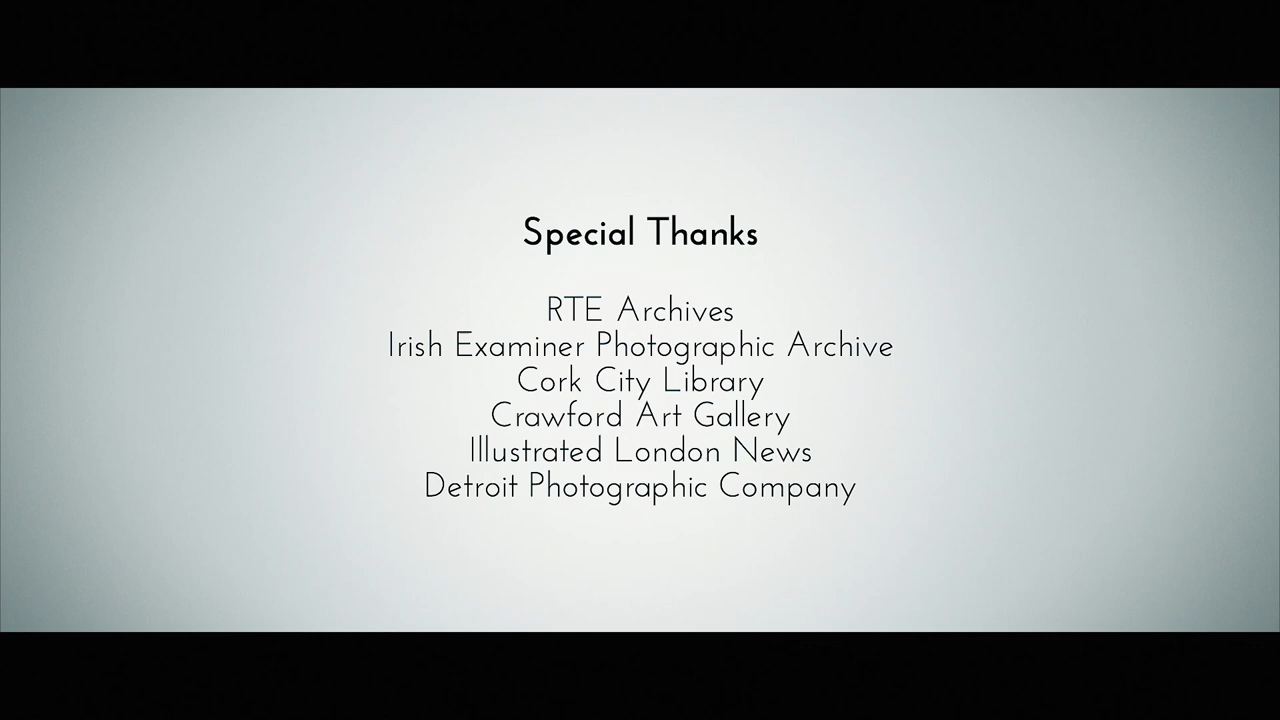 Special Thanks
RTE Archives
Irish Examiner Photographic Archive
Cork City Library
Crawford Art Gallery
Illustrated London News
Detroit Photographic Company